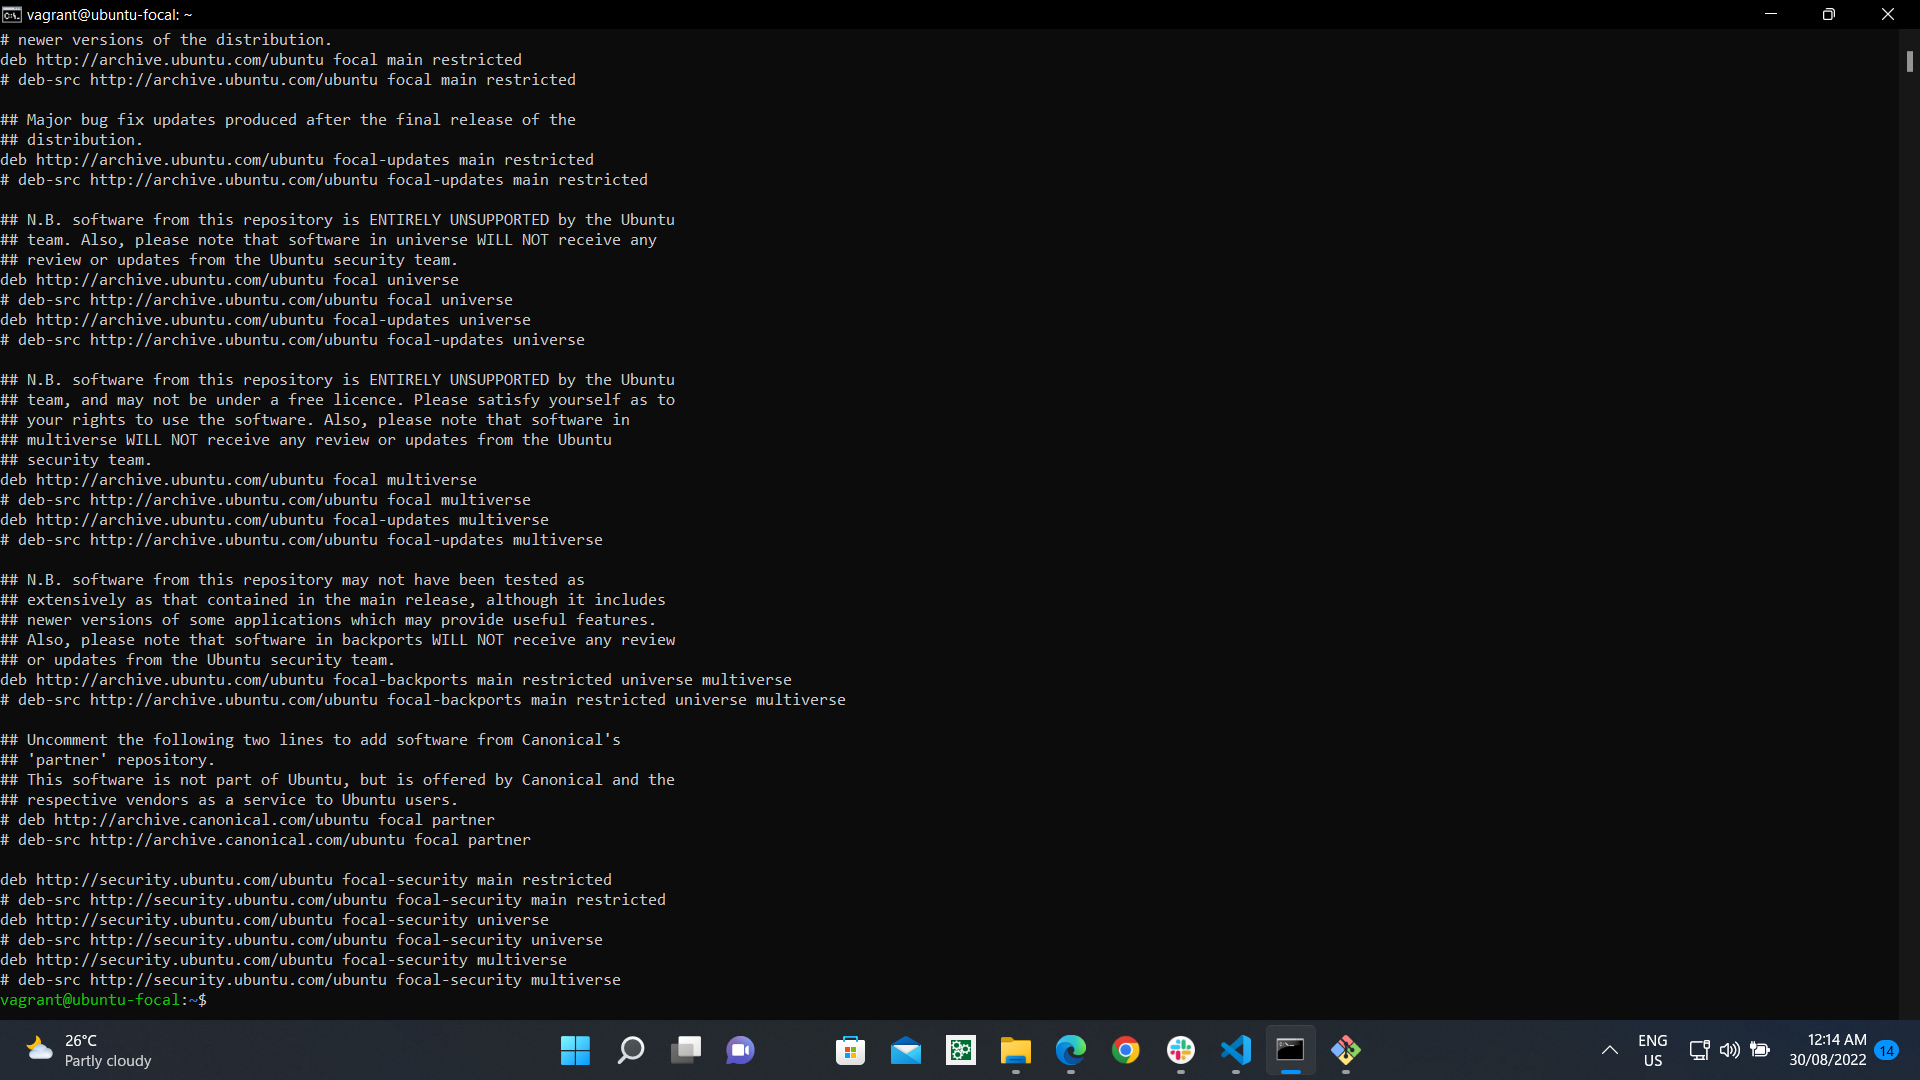 vagrant@ubuntu-focal: ~
# newer versions of the distribution.
deb http://archive.ubuntu.com/ubuntu focal main restricted
# deb-src http://archive.ubuntu.com/ubuntu focal main restricted
## Major bug fix updates produced after the final release of the
## distribution.
deb http://archive.ubuntu.com/ubuntu focal-updates main restricted
# deb-src http://archive.ubuntu.com/ubuntu focal-updates main restricted
## N.B. software from this repository is ENTIRELY UNSUPPORTED by the Ubuntu
## team. Also, please note that software in universe WILL NOT receive any
## review or updates from the Ubuntu security team.
deb http://archive.ubuntu.com/ubuntu focal universe
# deb-src http://archive.ubuntu.com/ubuntu focal universe
deb http://archive.ubuntu.com/ubuntu focal-updates universe
# deb-src http://archive.ubuntu.com/ubuntu focal-updates universe
## N.B. software from this repository is ENTIRELY UNSUPPORTED by the Ubuntu
## team, and may not be under a free licence. Please satisfy yourself as to
## your rights to use the software. Also, please note that software in
## multiverse WILL NOT receive any review or updates from the Ubuntu
## security team.
deb http://archive.ubuntu.com/ubuntu focal multiverse
# deb-src http://archive.ubuntu.com/ubuntu focal multiverse
deb http://archive.ubuntu.com/ubuntu focal-updates multiverse
# deb-src http://archive.ubuntu.com/ubuntu focal-updates multiverse
## N.B. software from this repository may not have been tested as
## extensively as that contained in the main release, although it includes
## newer versions of some applications which may provide useful features.
## Also, please note that software in backports WILL NOT receive any review
## or updates from the Ubuntu security team.
deb http://archive.ubuntu.com/ubuntu focal-backports main restricted universe multiverse
# deb-src http://archive.ubuntu.com/ubuntu focal-backports main restricted universe multiverse
## Uncomment the following two lines to add software from Canonical's
## 'partner' repository.
## This software is not part of Ubuntu, but is offered by Canonical and the
## respective vendors as a service to Ubuntu users.
# deb http://archive.canonical.com/ubuntu focal partner
# deb-src http://archive.canonical.com/ubuntu focal partner
deb http://security.ubuntu.com/ubuntu focal-security main restricted
# deb-src http://security.ubuntu.com/ubuntu focal-security main restricted
deb http://security.ubuntu.com/ubuntu focal-security universe
# deb-src http://security.ubuntu.com/ubuntu focal-security universe
deb http://security.ubuntu.com/ubuntu focal-security multiverse
# deb-src http://security.ubuntu.com/ubuntu focal-security multiverse
vagrant@ubuntu-focal:~$
26°C
Partly cloudy
ENG
US
12:14 AM
30/08/2022
14